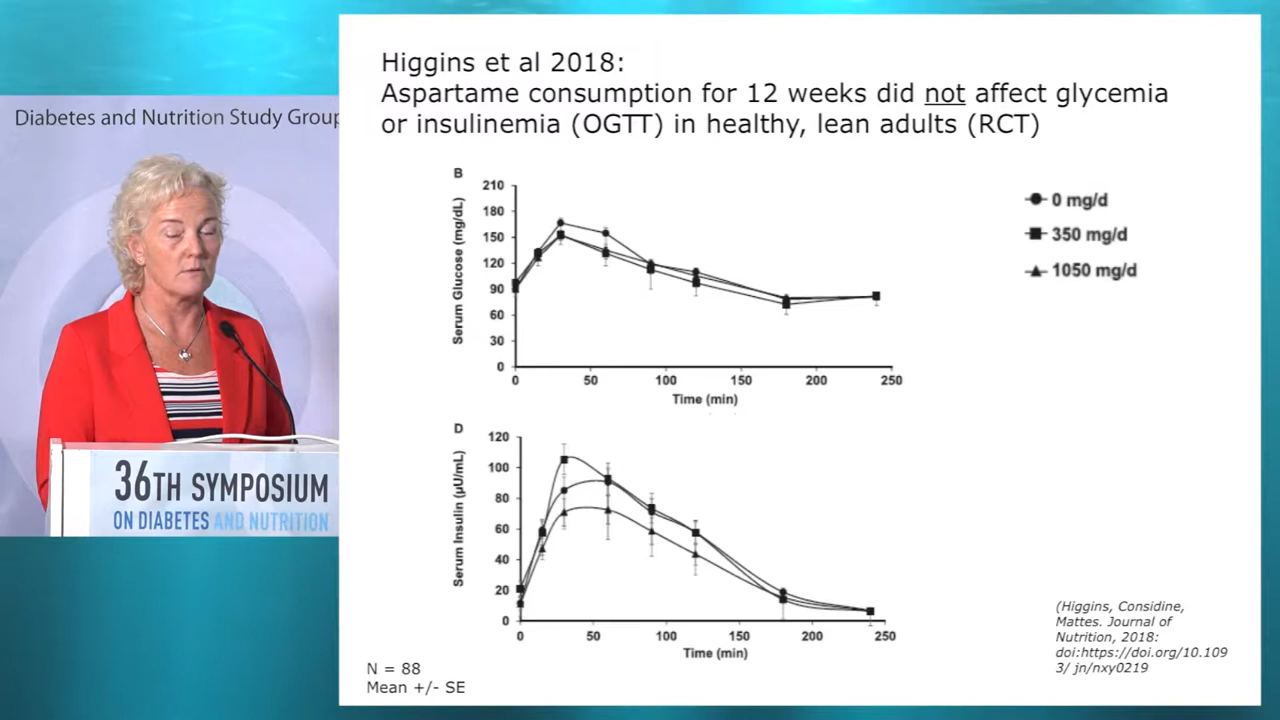 Diabetes and Nutrition Study Group
36TH SYMPOSIUM
ON DIABETES AND NUTRITION
Higgins et al 2018:
Aspartame consumption for 12 weeks did not affect glycemia
or insulinemia (OGTT) in healthy, lean adults (RCT)
B
Serum Glucose (mg/dL)
210
180
150
120
90
60
30
0
0 50 100 150 200 250
Time (min)
0 mg/d
350 mg/d
1050 mg/d
D
Serum Insulin (µU/mL)
120
100
80
60
40
20
0
0 50 100 150 200 250
Time (min)
N = 88
Mean +/- SE
(Higgins, Considine,
Mattes. Journal of
Nutrition, 2018:
doi:https://doi.org/10.109
3/ jn/nxy0219